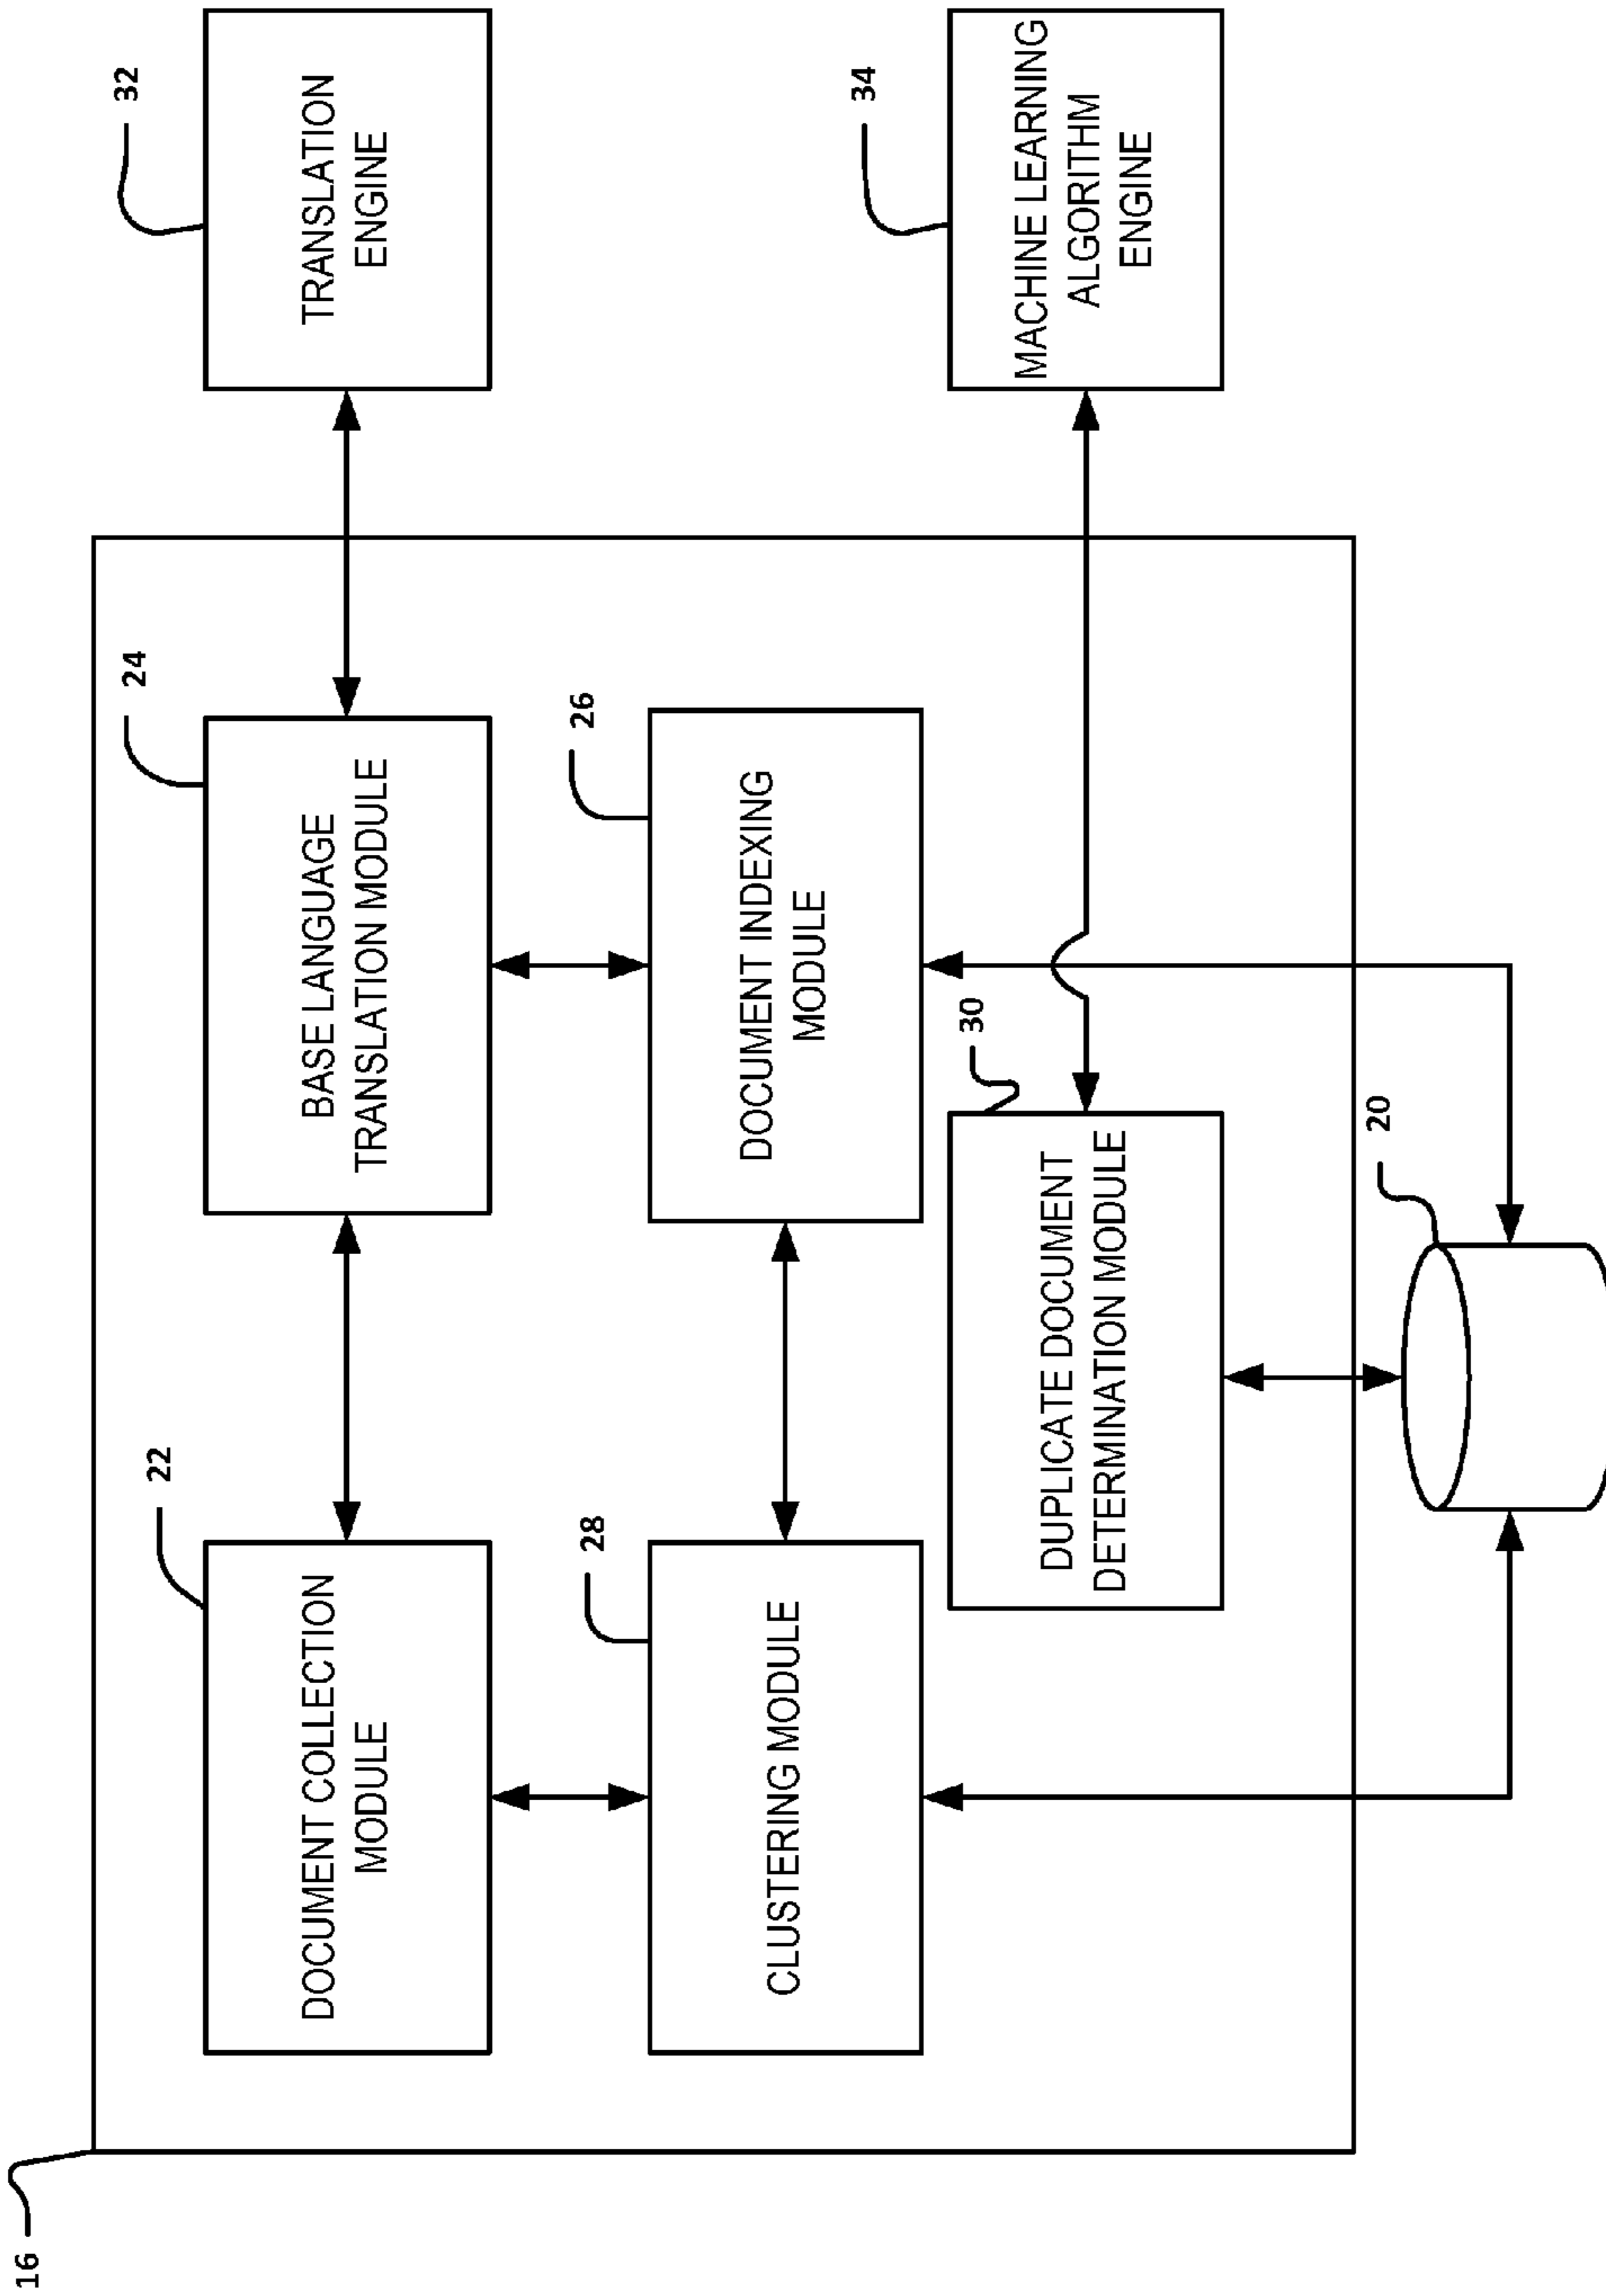 16
22
DOCUMENT COLLECTION
MODULE
24
BASE LANGUAGE
TRANSLATION MODULE
32
TRANSLATION
ENGINE
28
CLUSTERING MODULE
26
DOCUMENT INDEXING
MODULE
30
DUPLICATE DOCUMENT
DETERMINATION MODULE
34
MACHINE LEARNING
ALGORITHM
ENGINE
20